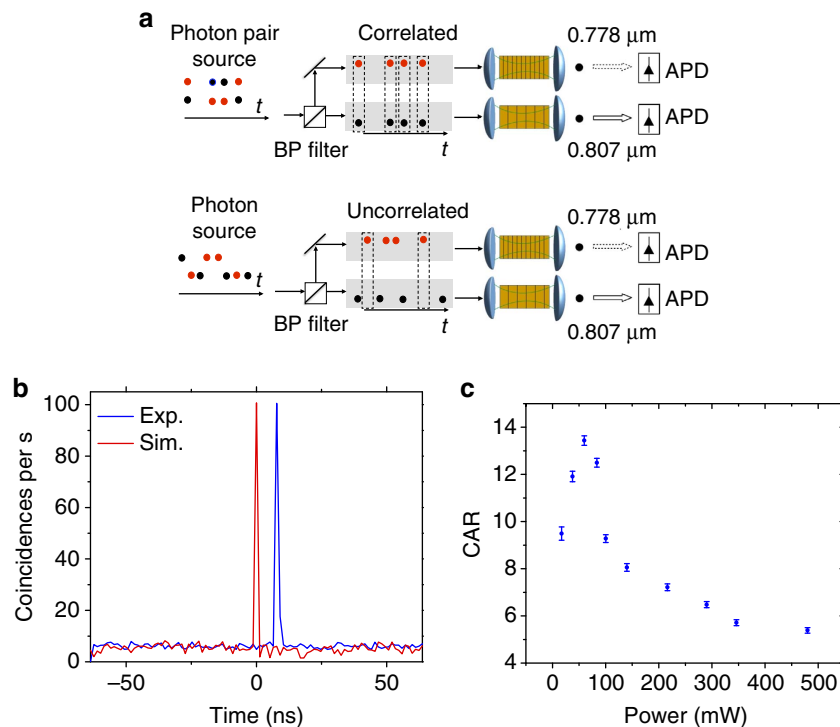 a
Photon pair source
Correlated
0.778 μm
APD
t
BP filter
t
APD
0.807 μm
Photon source
Uncorrelated
0.778 μm
APD
t
BP filter
t
APD
0.807 μm
b
100
80
60
40
20
0
Coincidences per s
Exp.
Sim.
–50
0
50
Time (ns)
c
14
12
10
8
6
4
CAR
0
100
200
300
400
500
Power (mW)